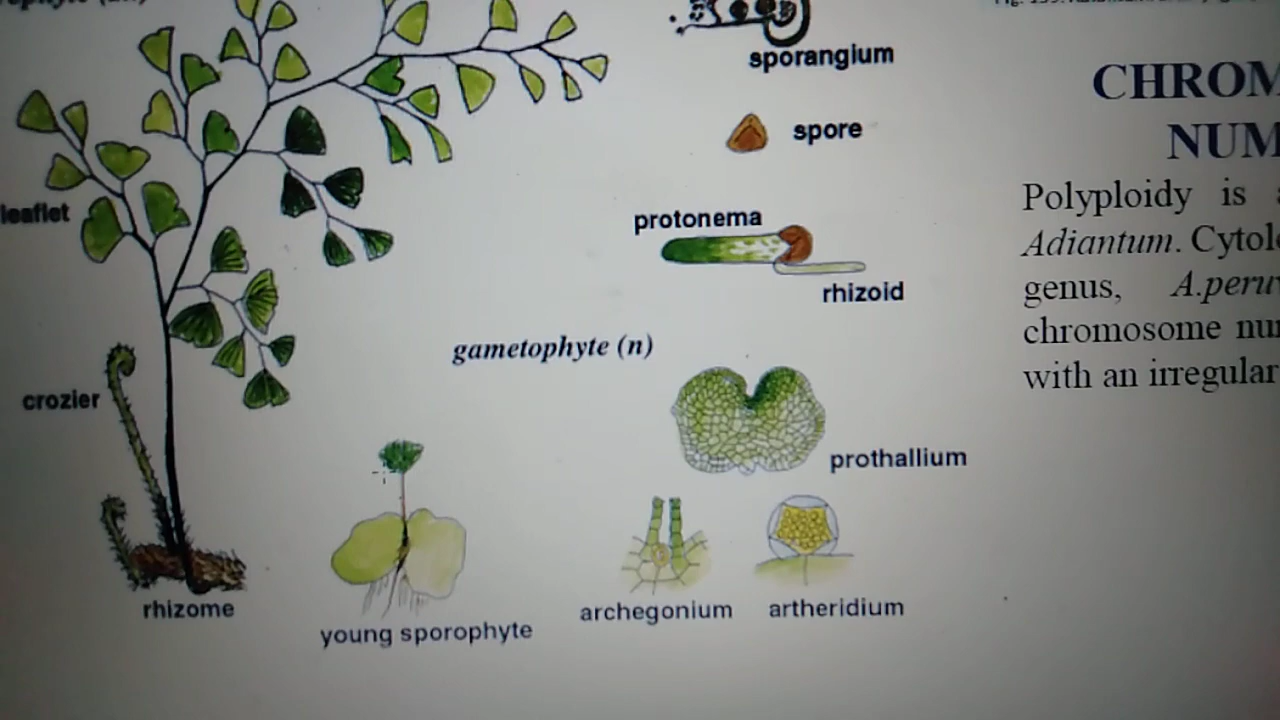 sporangium
CHROM
NUM
spore
Polyploidy is
leaflet
protonema
Adiantum. Cytol
rhizoid
genus, A.peru
gametophyte (n)
chromosome nu
with an irregular
crozier
prothallium
rhizome
archegonium
artheridium
young sporophyte